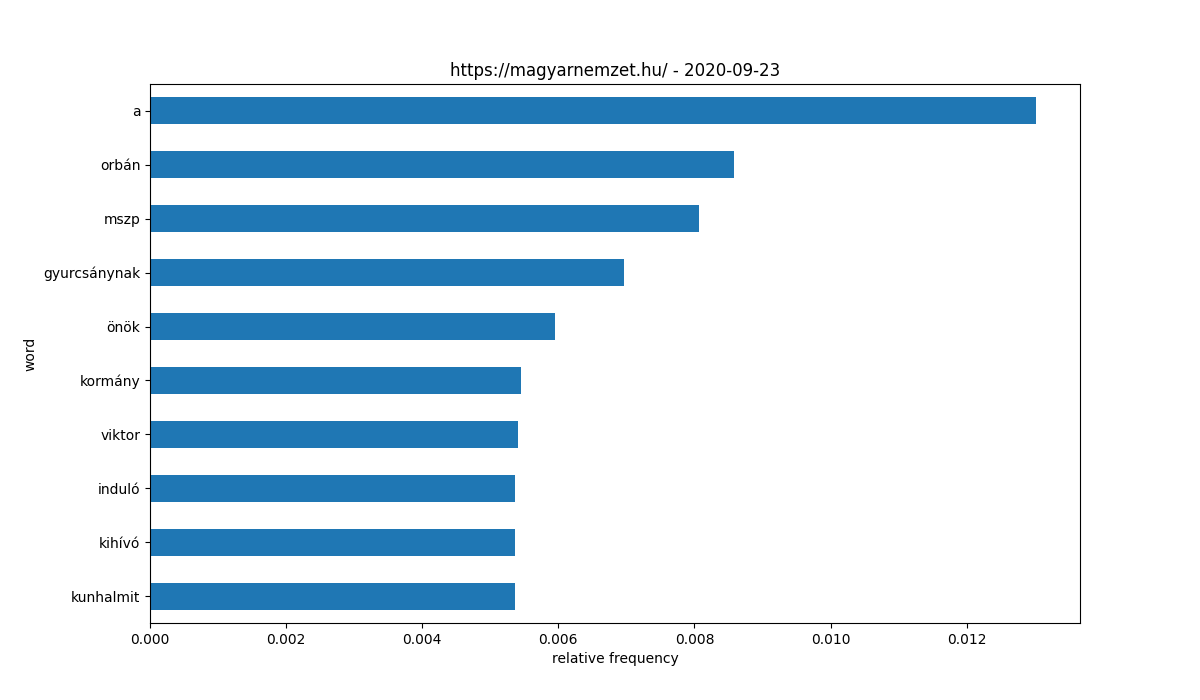 https://magyarnemzet.hu/ - 2020-09-23
a
orbán
mszp
gyurcsánynak
önök
kormány
viktor
induló
kihívó
kunhalmit
word
0.000 0.002 0.004 0.006 0.008 0.010 0.012
relative frequency